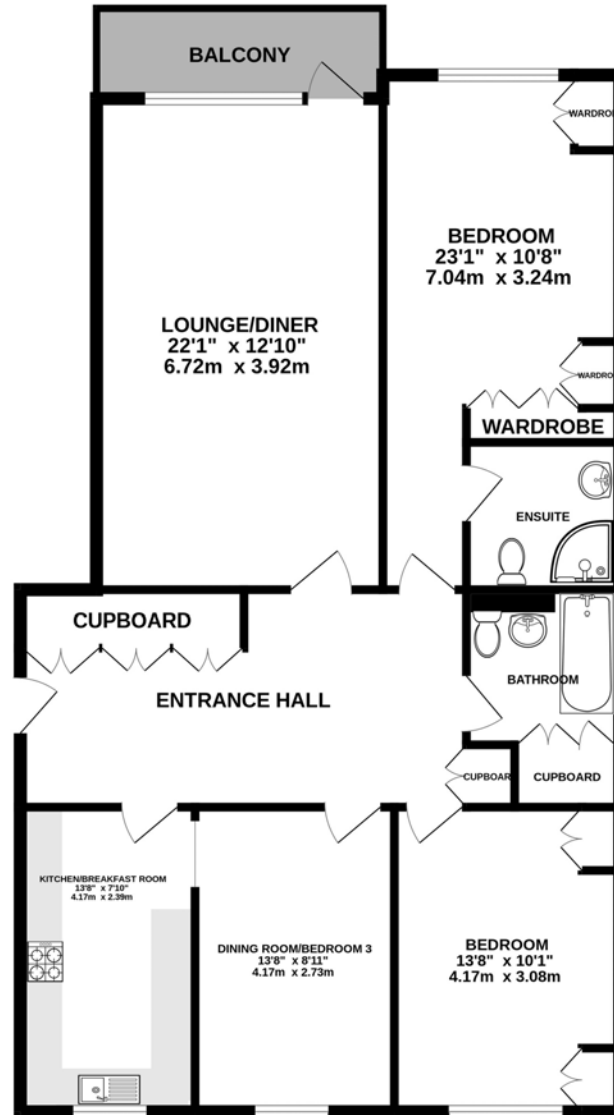 BALCONY
WARDROB
BEDROOM
23'1" x 10'8"
7.04m x 3.24m
LOUNGE/DINER
22'1" x 12'10"
6.72m x 3.92m
WARDRO
WARDROBE
ENSUITE
CUPBOARD
BATHROOM
ENTRANCE HALL
CUPBOAR
CUPBOARD
KITCHEN/BREAKFAST ROOM
13'8" x 7'10"
4.17m x 2.39m
DINING ROOM/BEDROOM 3
13'8" x 8'11"
4.17m x 2.73m
BEDROOM
13'8" x 10'1"
4.17m x 3.08m